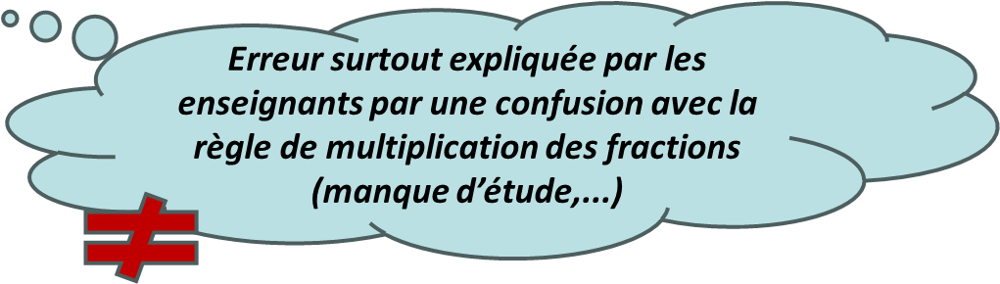 Erreur surtout expliquée par les
enseignants par une confusion avec la
règle de multiplication des fractions
(manque d’étude,...)
≠